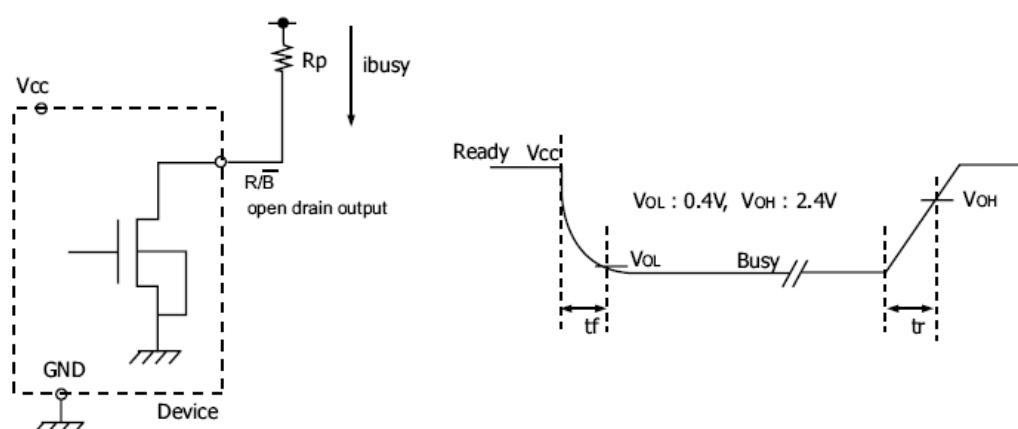 Rp
ibusy
Vcc
R/B̅
open drain output
GND
Device
Ready Vcc
VOL : 0.4V, VOH : 2.4V
VOH
VOL
Busy
tf
tr